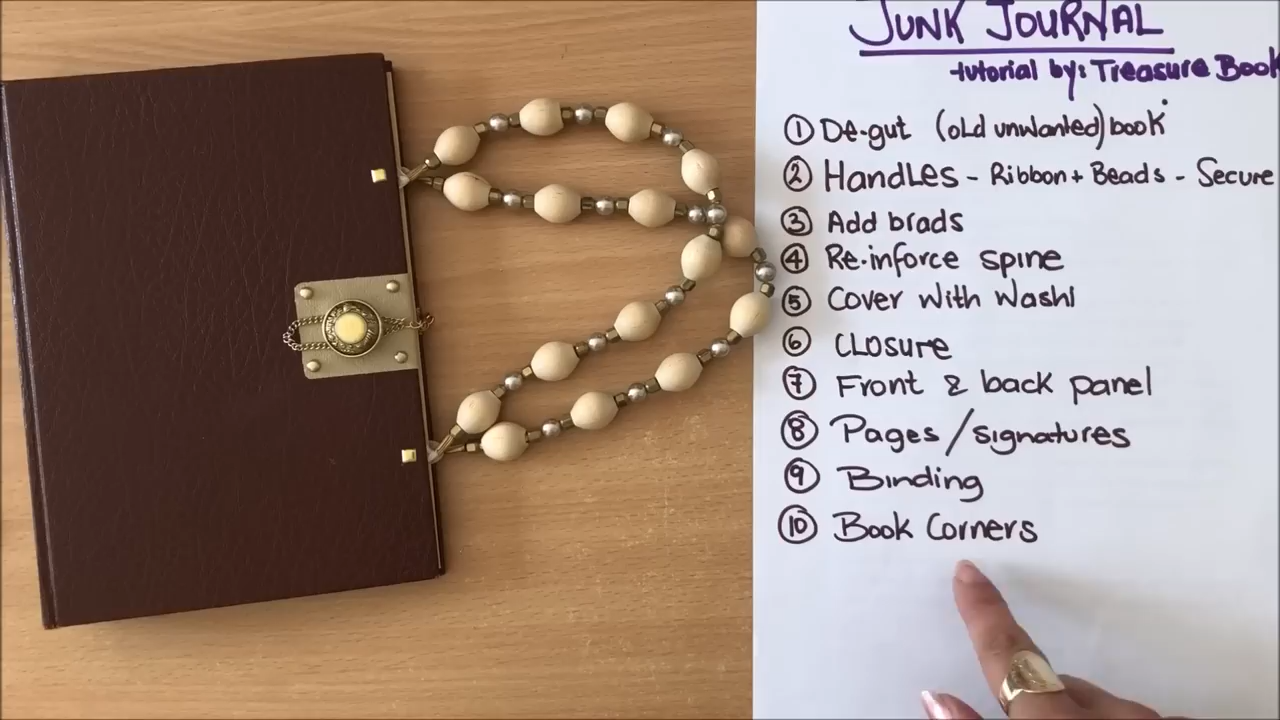 JUNK JOURNAL
tutorial by: Treasure Book
① De-gut (old unwanted) book
② Handles - Ribbon + Beads - Secure
③ Add brads
④ Re-inforce spine
⑤ Cover with Washi
⑥ CLOSURE
⑦ Front & back panel
⑧ Pages / signatures
⑨ Binding
⑩ Book Corners